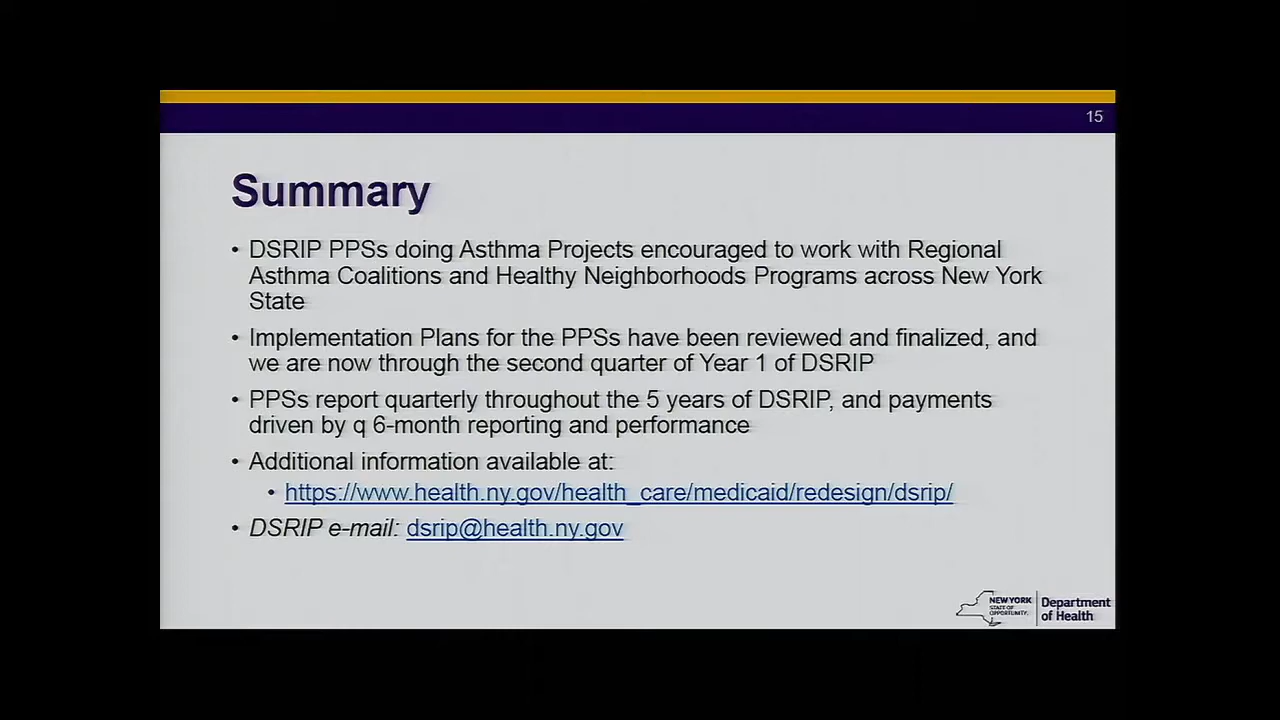 15
Summary
• DSRIP PPSs doing Asthma Projects encouraged to work with Regional
Asthma Coalitions and Healthy Neighborhoods Programs across New York
State
• Implementation Plans for the PPSs have been reviewed and finalized, and
we are now through the second quarter of Year 1 of DSRIP
• PPSs report quarterly throughout the 5 years of DSRIP, and payments
driven by q 6-month reporting and performance
• Additional information available at:
• https://www.health.ny.gov/health_care/medicaid/redesign/dsrip/
• DSRIP e-mail: dsrip@health.ny.gov
NEW YORK
STATE OF
OPPORTUNITY.
Department
of Health